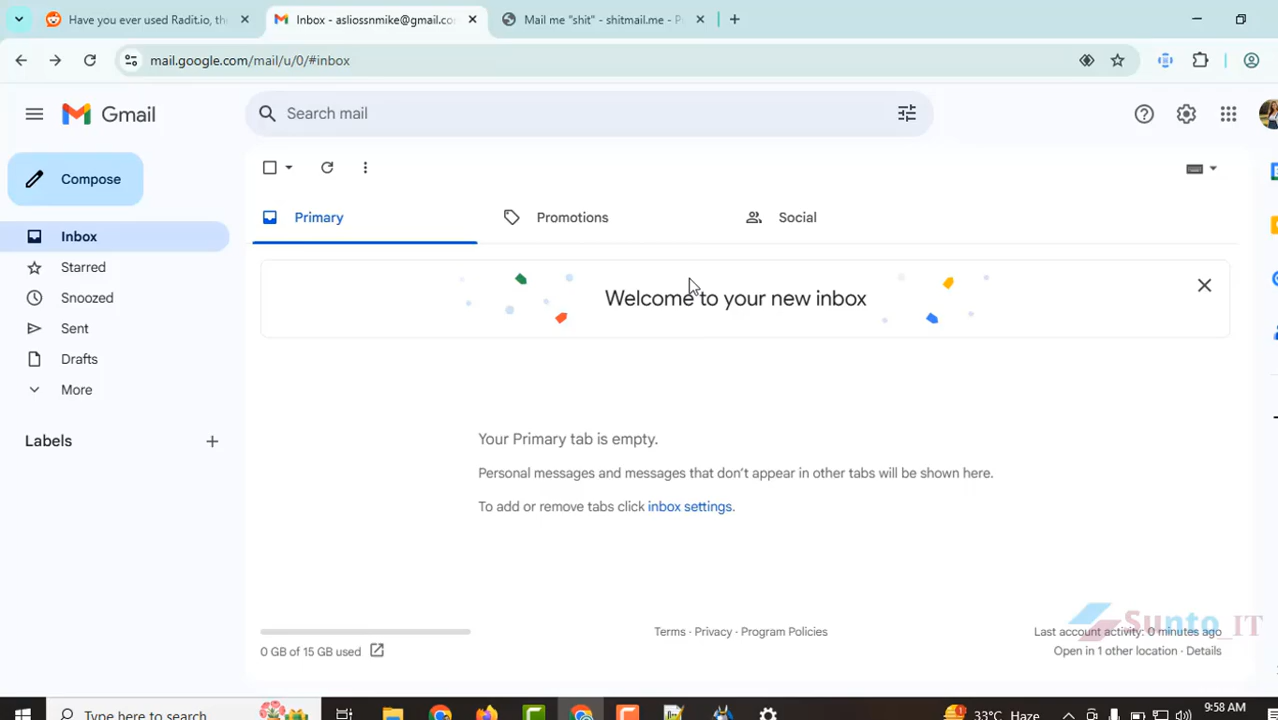 Have you ever used Radit.io, th
Inbox - asliossnmike@gmail.co
Mail me "shit" - shitmail.me - P
mail.google.com/mail/u/0/#inbox
Gmail
Search mail
Compose
Primary
Promotions
Social
Inbox
Starred
Snoozed
Sent
Drafts
More
Labels
Welcome to your new inbox
Your Primary tab is empty.
Personal messages and messages that don't appear in other tabs will be shown here.
To add or remove tabs click inbox settings.
0 GB of 15 GB used
Terms · Privacy · Program Policies
Sunto_IT
Last account activity: 0 minutes ago
Open in 1 other location · Details
Type here to search
33°C Haze
9:58 AM